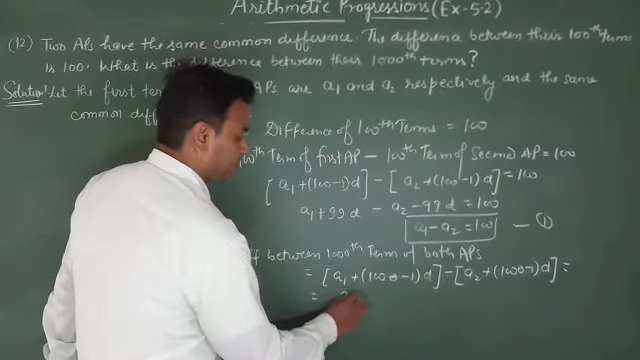 Arithmetic Progressions (Ex-5.2)
(12) Two APs have the same common difference. The difference between their 100th Terms
is 100. What is the difference between their 1000th terms?
Solution: Let the first APs are a1 and a2 respectively and the same
common
Difference of 100th Terms = 100
100th Term of first AP - 100th Term of Second AP = 100
[a1+(100-1)d] - [a2+(100-1)d] = 100
a1+99d - a2-99d = 100
a1-a2=100 — (1)
between 1000th Term of both APs
= [a1+(1000-1)d]-[a2+(1000-1)d] =
=